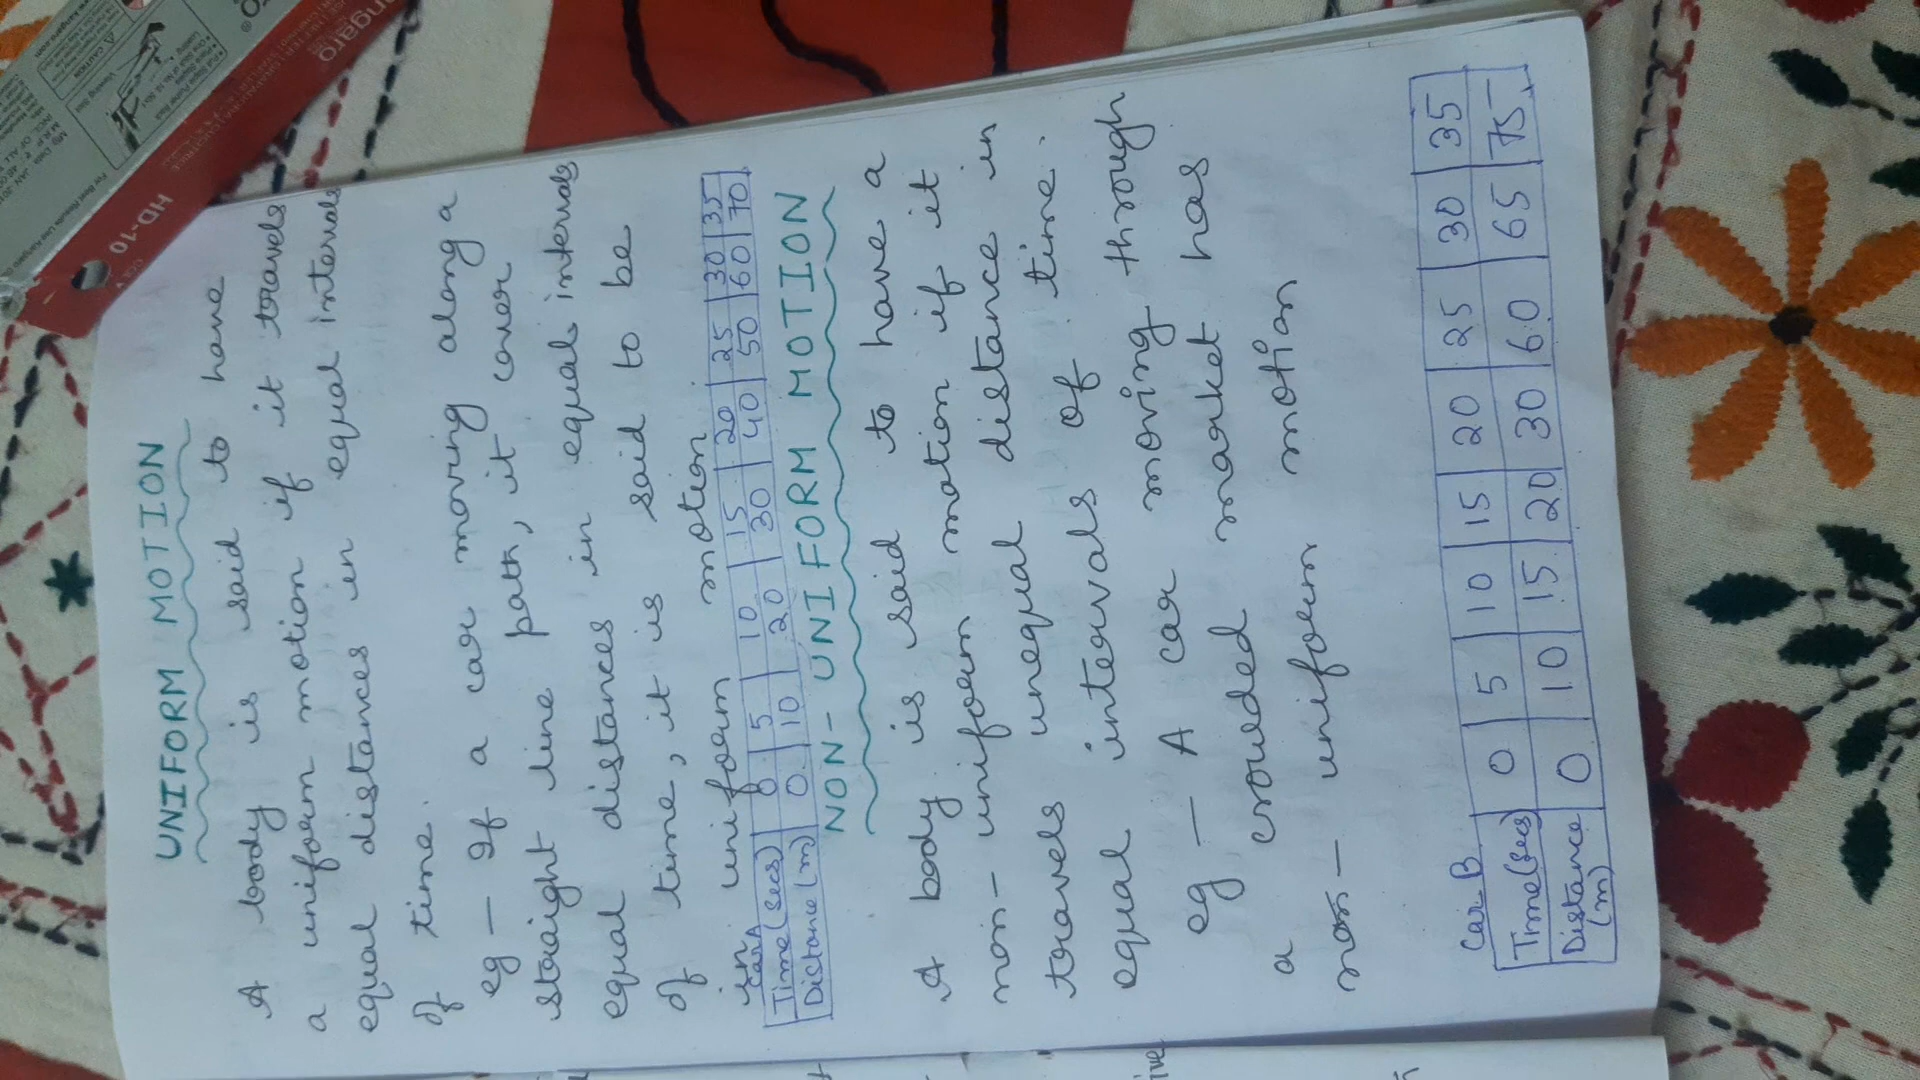 UNIFORM MOTION
A body is said to have
a uniform motion if it travels
equal distances in equal intervals
of time.
eg - If a car moving along a
straight line path, it cover
equal distances in equal intervals
of time, it is said to be
in uniform motion.
Car A
Time (secs) 0 5 10 15 20 25 30 35
Distance (m) 0 10 20 30 40 50 60 70
NON - UNIFORM MOTION
A body is said to have a
non - uniform motion if it
travels unequal distance in
equal intervals of time.
eg - A car moving through
a crowded market has
a non - uniform motion
Car B
Time (secs) 0 5 10 15 20 25 30 35
Distance (m) 0 10 15 20 30 60 65 75
HD-10
CAUTION